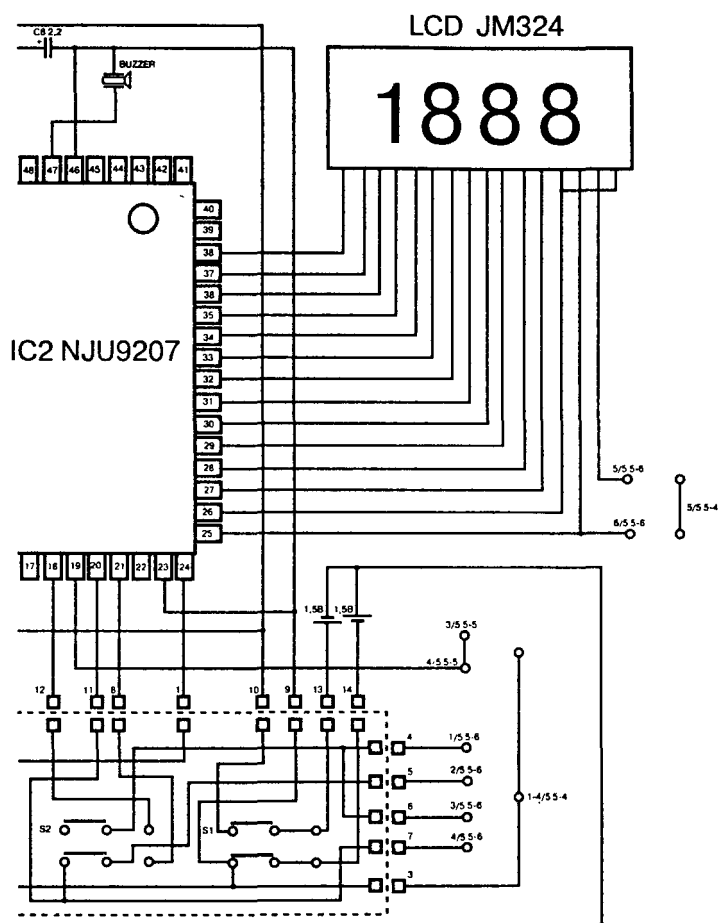 LCD JM324
C8 2,2
+
BUZZER
1888
48 47 46 45 44 43 42 41
40
39
38
37
38
35
34
33
32
31
30
29
28
27
26
25
IC2 NJU9207
5/5 5-6
5/5 5-4
6/5 5-6
17 18 19 20 21 22 23 24
1,5В 1,5В
3/5 5-5
4-5 5-5
12 11 8 1 10 9 13 14
4 1/5 5-6
5 2/5 5-6
1-4/5 5-4
6 3/5 5-6
S2 S1
7 4/5 5-6
3